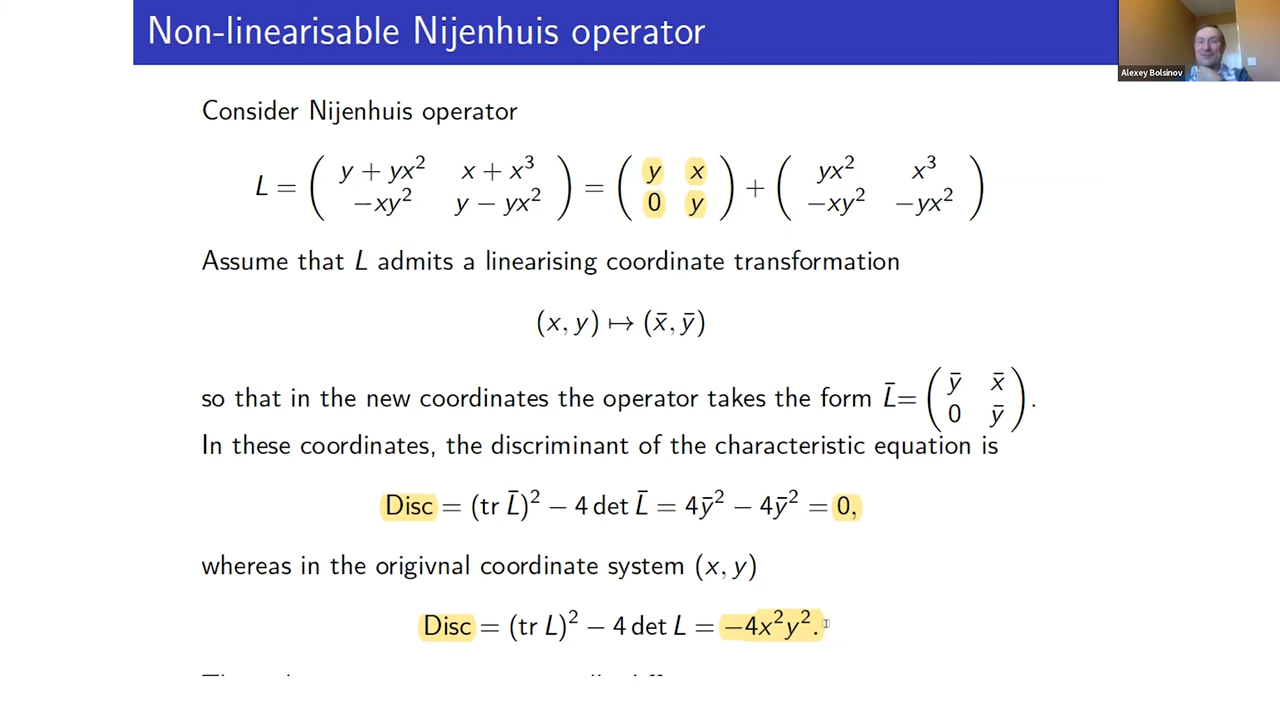 Non-linearisable Nijenhuis operator
Alexey Bolsinov
Consider Nijenhuis operator
L = ( y + yx² x + x³ ; −xy² y − yx² ) = ( y x ; 0 y ) + ( yx² x³ ; −xy² −yx² )
Assume that L admits a linearising coordinate transformation
(x, y) ↦ (x̄, ȳ)
so that in the new coordinates the operator takes the form L̄= ( ȳ x̄ ; 0 ȳ ).
In these coordinates, the discriminant of the characteristic equation is
Disc = (tr L̄)² − 4 det L̄ = 4ȳ² − 4ȳ² = 0,
whereas in the origivnal coordinate system (x, y)
Disc = (tr L)² − 4 det L = −4x²y².